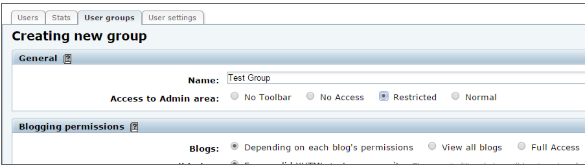 Users Stats User groups User settings
Creating new group
General [?]
Name: Test Group
Access to Admin area: No Toolbar No Access Restricted Normal
Blogging permissions [?]
Blogs: Depending on each blog's permissions View all blogs Full Access